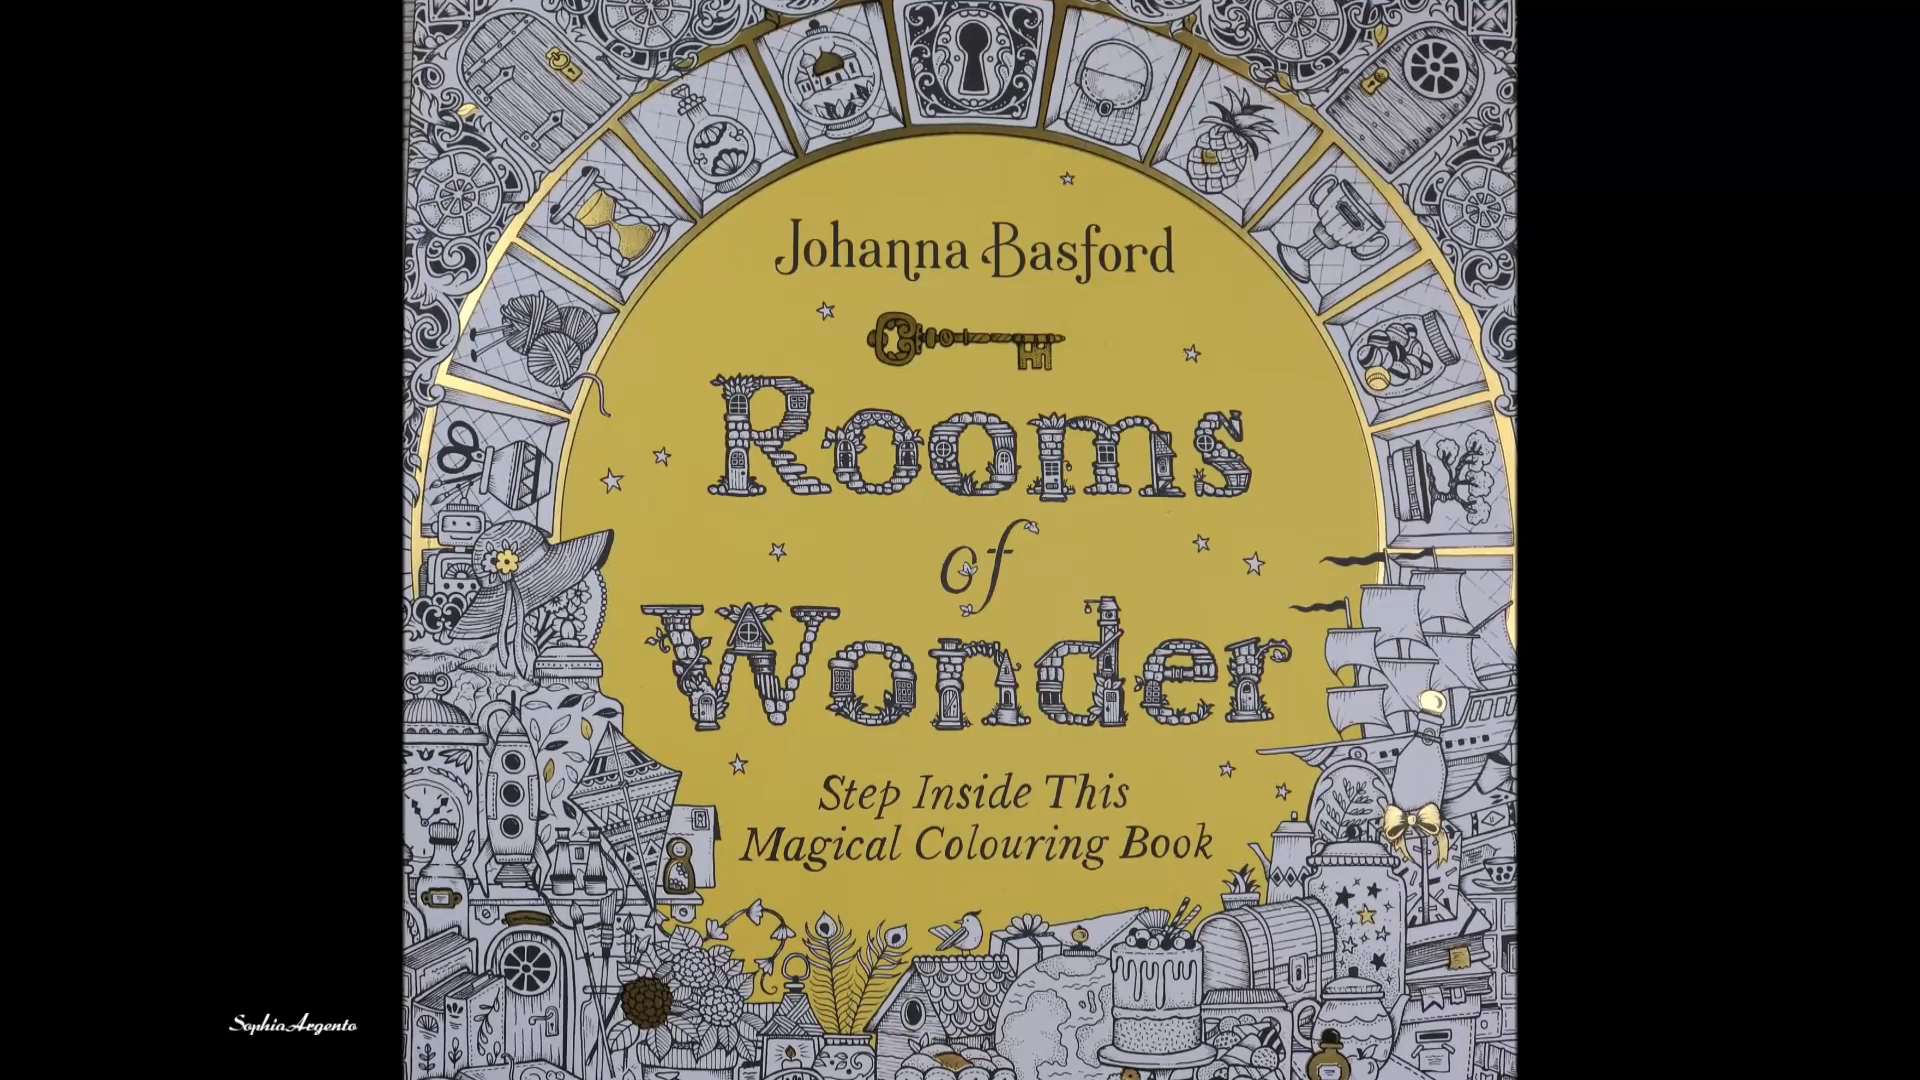 Johanna Basford
Rooms
of
Wonder
Step Inside This
Magical Colouring Book
SophiaArgento